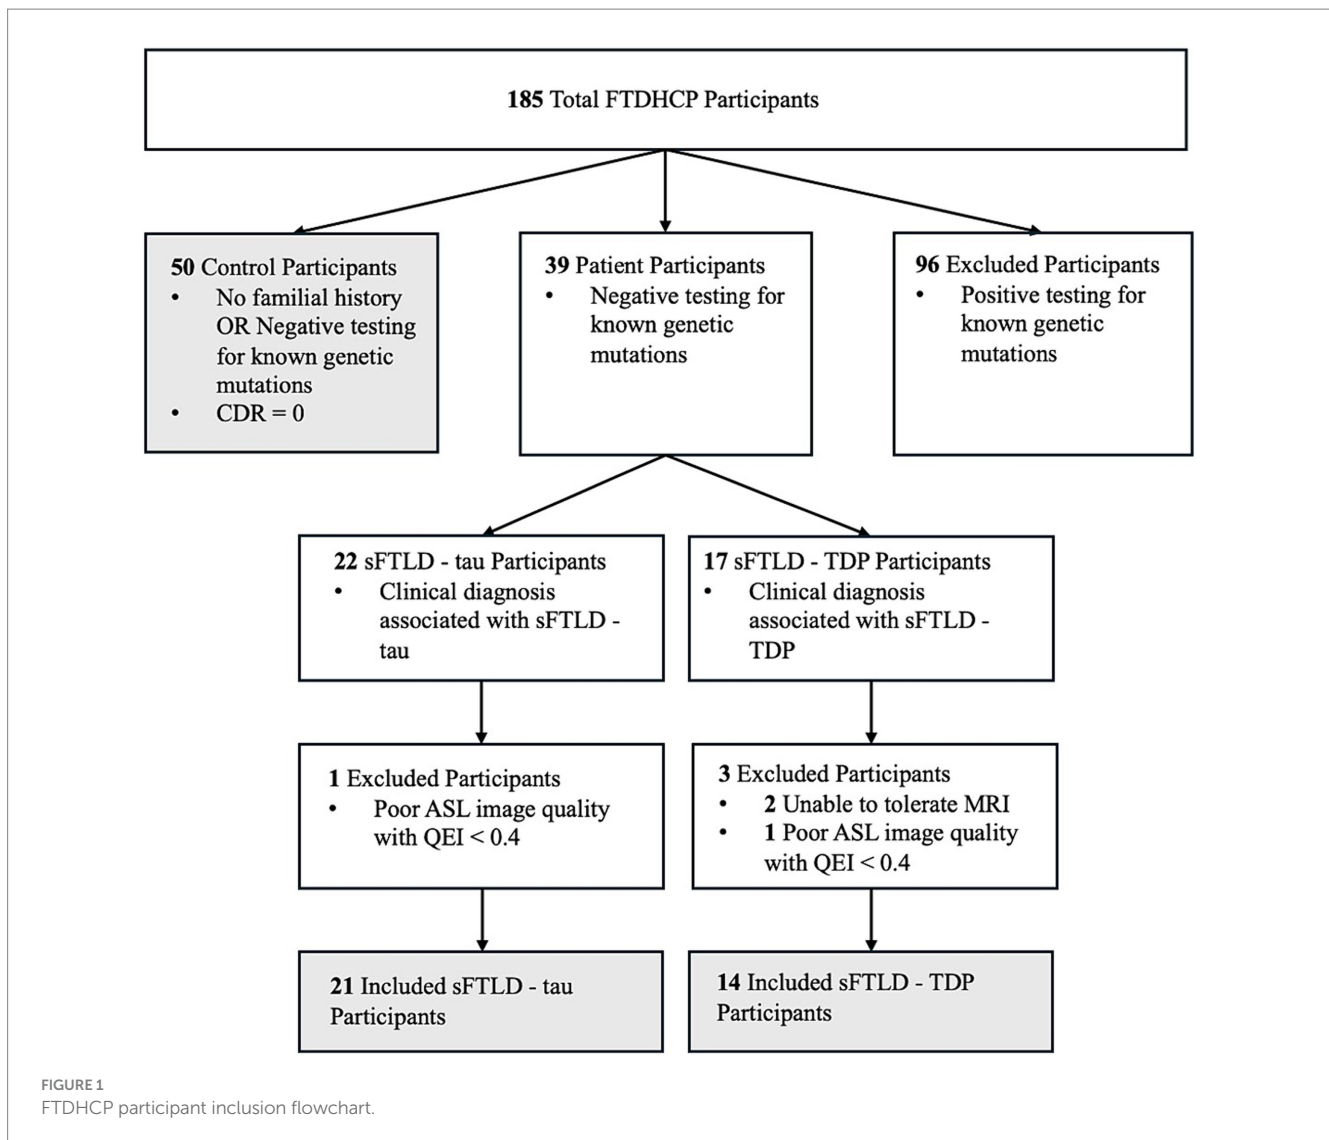 185 Total FTDHCP Participants
50 Control Participants
• No familial history
OR Negative testing
for known genetic
mutations
• CDR = 0
39 Patient Participants
• Negative testing for
known genetic
mutations
96 Excluded Participants
• Positive testing for
known genetic
mutations
22 sFTLD - tau Participants
• Clinical diagnosis
associated with sFTLD -
tau
17 sFTLD - TDP Participants
• Clinical diagnosis
associated with sFTLD -
TDP
1 Excluded Participants
• Poor ASL image quality
with QEI < 0.4
3 Excluded Participants
• 2 Unable to tolerate MRI
• 1 Poor ASL image quality
with QEI < 0.4
21 Included sFTLD - tau
Participants
14 Included sFTLD - TDP
Participants
FIGURE 1
FTDHCP participant inclusion flowchart.